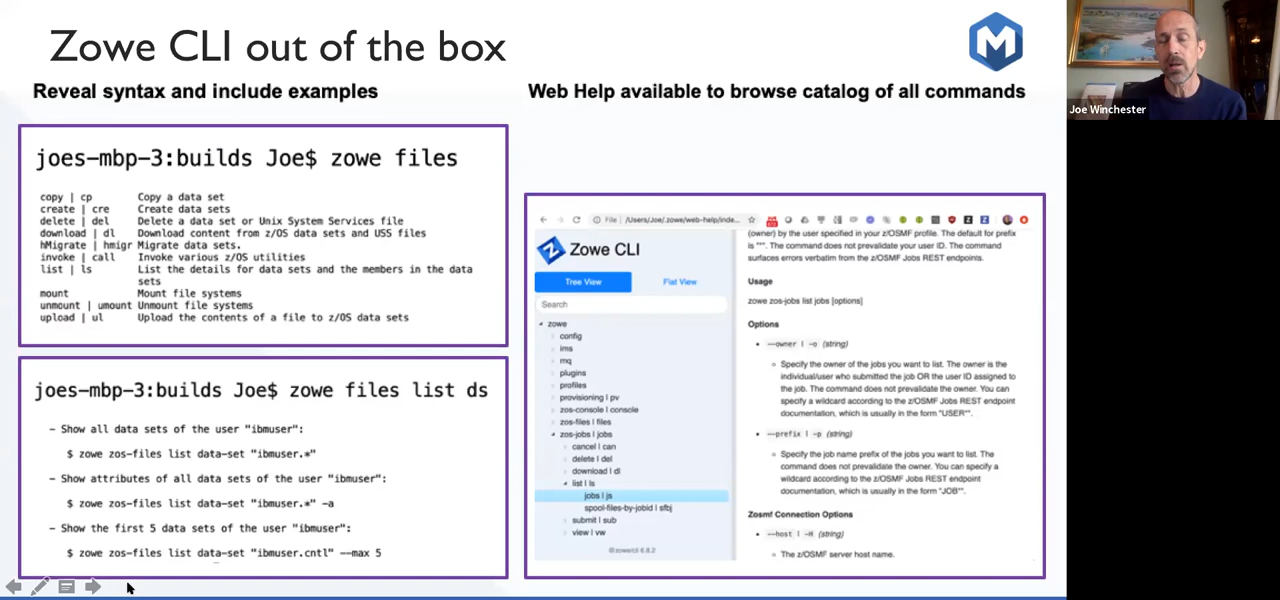 Zowe CLI out of the box
M
Joe Winchester
Reveal syntax and include examples
joes-mbp-3:builds Joe$ zowe files
copy | cp Copy a data set
create | cre Create data sets
delete | del Delete a data set or Unix System Services file
download | dl Download content from z/OS data sets and USS files
hMigrate | hmigr Migrate data sets.
invoke | call Invoke various z/OS utilities
list | ls List the details for data sets and the members in the data
sets
mount Mount file systems
unmount | umount Unmount file systems
upload | ul Upload the contents of a file to z/OS data sets
joes-mbp-3:builds Joe$ zowe files list ds
- Show all data sets of the user "ibmuser":
$ zowe zos-files list data-set "ibmuser.*"
- Show attributes of all data sets of the user "ibmuser":
$ zowe zos-files list data-set "ibmuser.*" -a
- Show the first 5 data sets of the user "ibmuser":
$ zowe zos-files list data-set "ibmuser.cntl" --max 5
Web Help available to browse catalog of all commands
File | /Users/Joe/.zowe/web-help/inde...
Zowe CLI
Tree View Flat View
Search
zowe
config
ims
mq
plugins
profiles
provisioning | pv
zos-console | console
zos-files | files
zos-jobs | jobs
cancel | can
delete | del
download | dl
list | ls
jobs | js
spool-files-by-jobid | sfbj
submit | sub
view | vw
@zowe/cli 6.8.2
(owner) by the user specified in your z/OSMF profile. The default for prefix
is "*". The command does not prevalidate your user ID. The command
surfaces errors verbatim from the z/OSMF Jobs REST endpoints.
Usage
zowe zos-jobs list jobs [options]
Options
--owner | -o (string)
Specify the owner of the jobs you want to list. The owner is the
individual/user who submitted the job OR the user ID assigned to
the job. The command does not prevalidate the owner. You can
specify a wildcard according to the z/OSMF Jobs REST endpoint
documentation, which is usually in the form "USER*".
--prefix | -p (string)
Specify the job name prefix of the jobs you want to list. The
command does not prevalidate the owner. You can specify a
wildcard according to the z/OSMF Jobs REST endpoint
documentation, which is usually in the form "JOB*".
Zosmf Connection Options
--host | -H (string)
The z/OSMF server host name.